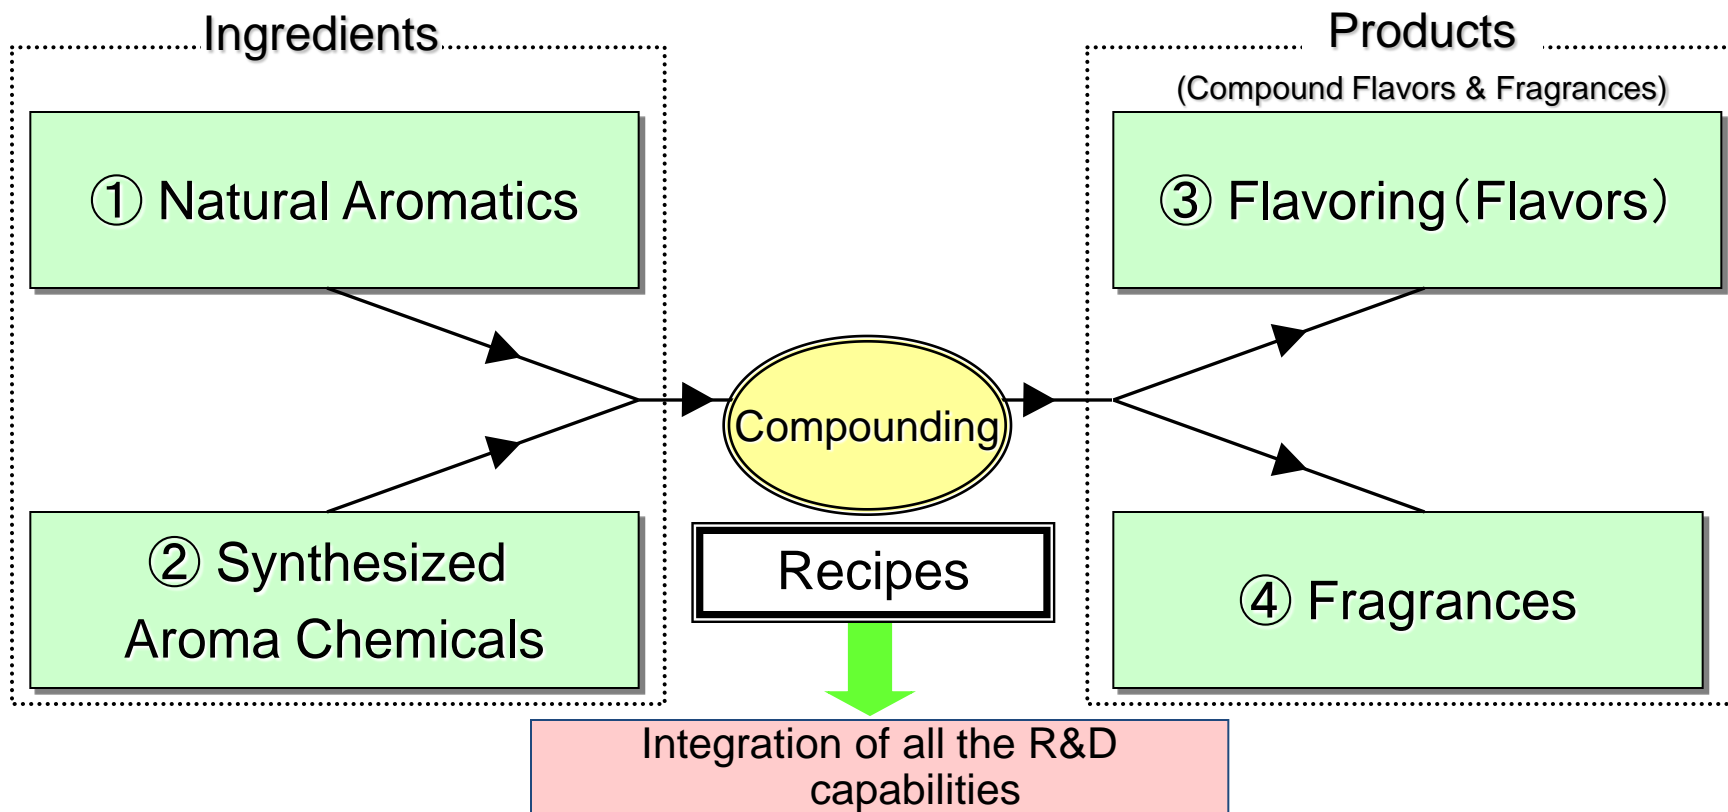 Ingredients
① Natural Aromatics
② Synthesized
Aroma Chemicals
Compounding
Recipes
Integration of all the R&D
capabilities
Products
(Compound Flavors & Fragrances)
③ Flavoring（Flavors）
④ Fragrances